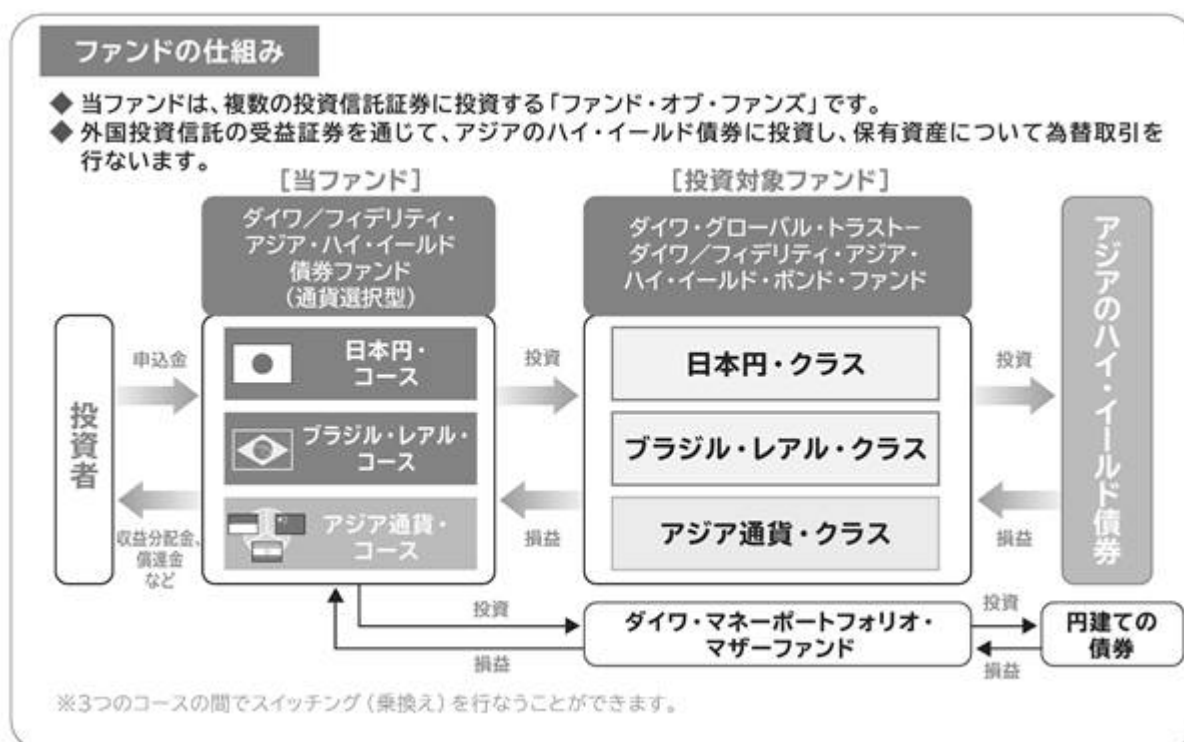 ファンドの仕組み
◆ 当ファンドは、複数の投資信託証券に投資する「ファンド・オブ・ファンズ」です。
◆ 外国投資信託の受益証券を通じて、アジアのハイ・イールド債券に投資し、保有資産について為替取引を
行ないます。
[当ファンド]
[投資対象ファンド]
ダイワ／フィデリティ・
アジア・ハイ・イールド
債券ファンド
（通貨選択型）
ダイワ・グローバル・トラスト－
ダイワ／フィデリティ・アジア・
ハイ・イールド・ボンド・ファンド
投資者
申込金
収益分配金、
償還金
など
日本円・
コース
ブラジル・レアル・
コース
アジア通貨・
コース
投資
損益
日本円・クラス
ブラジル・レアル・クラス
アジア通貨・クラス
投資
損益
アジアのハイ・イールド債券
投資
損益
ダイワ・マネーポートフォリオ・
マザーファンド
投資
損益
円建ての
債券
※3つのコースの間でスイッチング（乗換え）を行なうことができます。